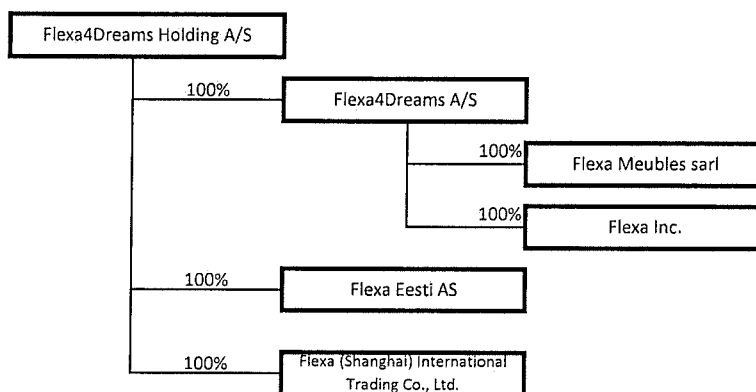 Flexa4Dreams Holding A/S
100%
Flexa4Dreams A/S
100%
Flexa Meubles sarl
100%
Flexa Inc.
100%
Flexa Eesti AS
100%
Flexa (Shanghai) International
Trading Co., Ltd.